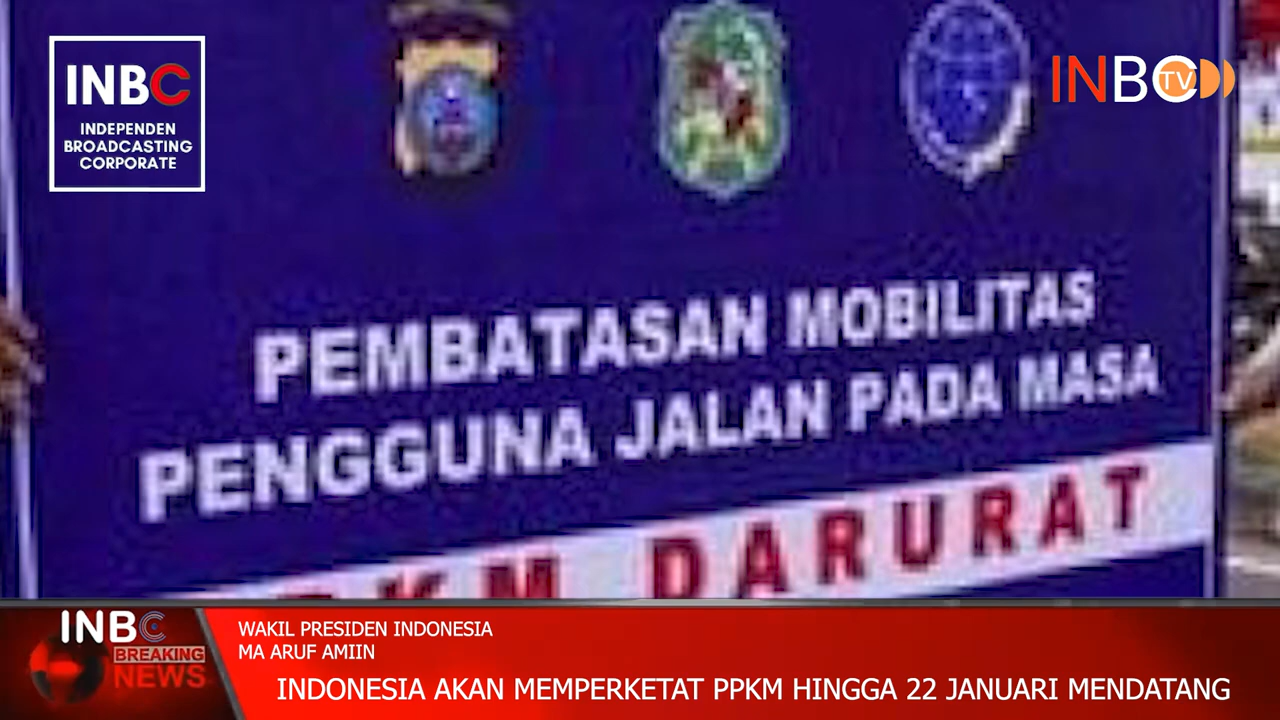 INBC
INDEPENDEN
BROADCASTING
CORPORATE
INBC TV
PEMBATASAN MOBILITAS
PENGGUNA JALAN PADA MASA
PPKM DARURAT
INBC
BREAKING
NEWS
WAKIL PRESIDEN INDONESIA
MA ARUF AMIIN
INDONESIA AKAN MEMPERKETAT PPKM HINGGA 22 JANUARI MENDATANG